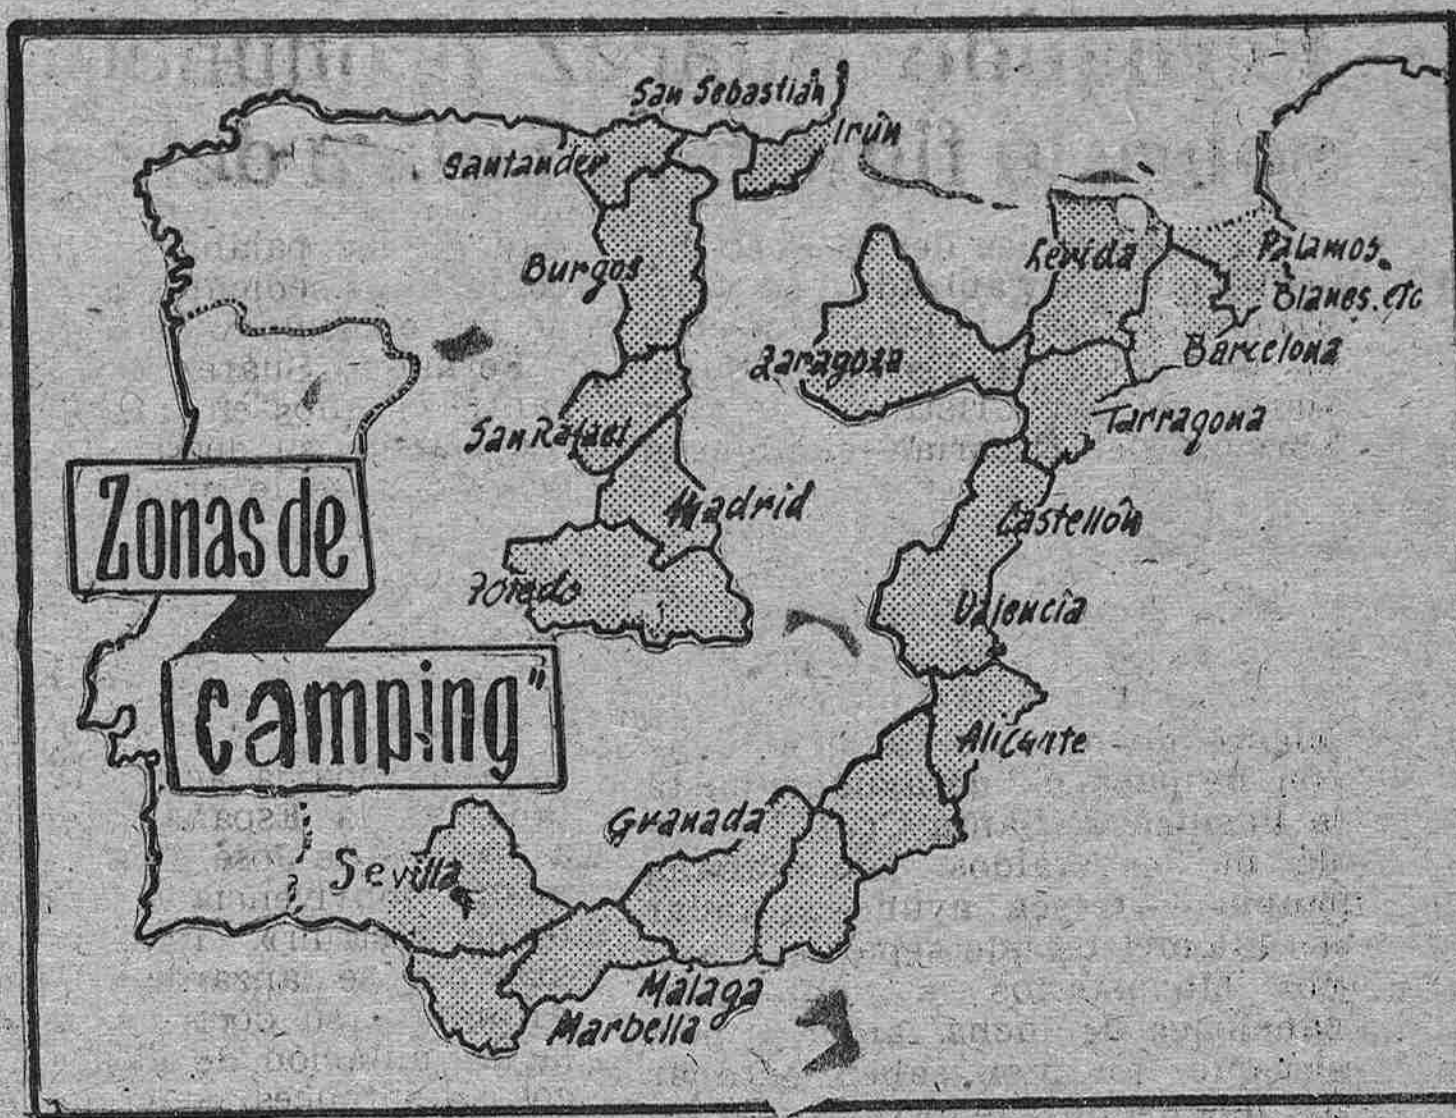 San Sebastián
Irún
Santander
Burgos
Lérida
Palamos.
Blanes. etc
Barcelona
Zaragoza
Tarragona
San Rafael
Zonas de
camping"
Madrid
Castellón
Toledo
Valencia
Alicante
Granada
Sevilla
Málaga
Marbella